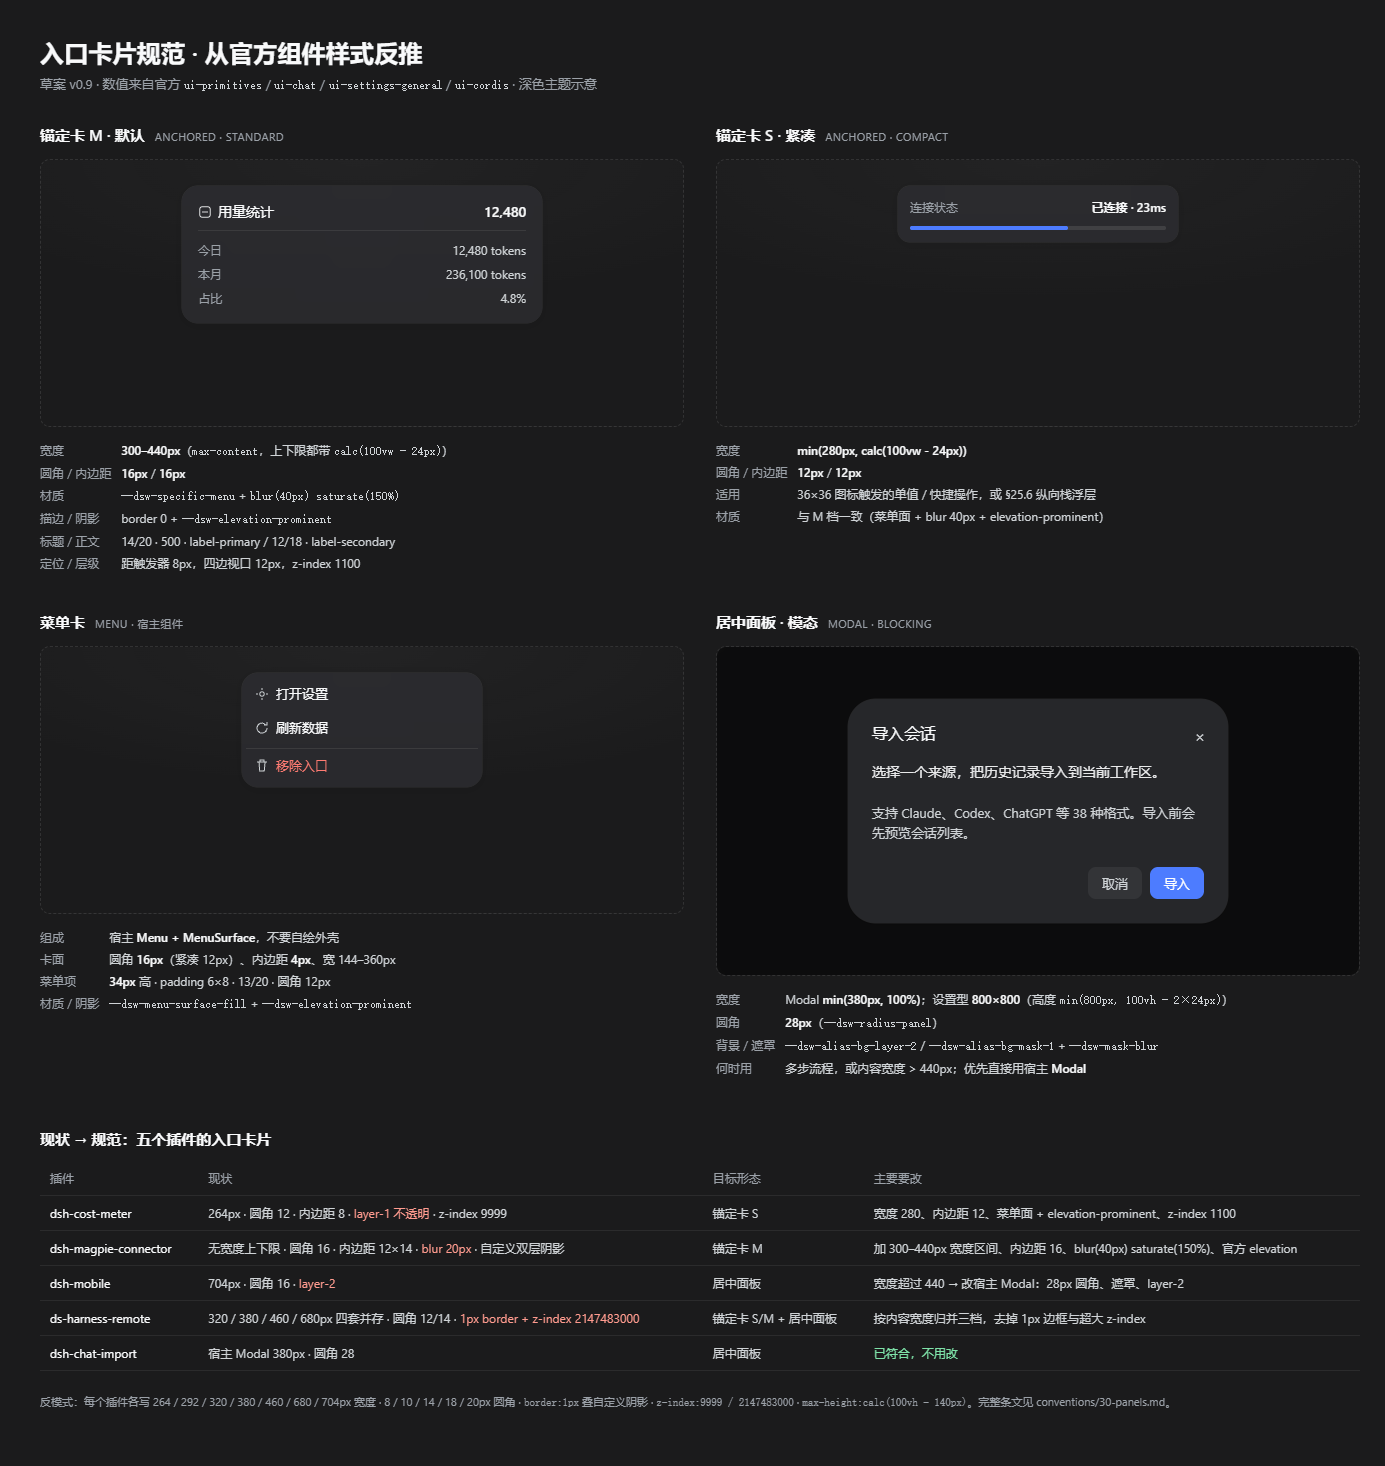 入口卡片规范 · 从官方组件样式反推
草案 v0.9 · 数值来自官方 ui-primitives / ui-chat / ui-settings-general / ui-cordis · 深色主题示意
锚定卡 M · 默认 ANCHORED · STANDARD
用量统计 12,480
今日 12,480 tokens
本月 236,100 tokens
占比 4.8%
宽度 300–440px（max-content，上下限都带 calc(100vw - 24px)）
圆角 / 内边距 16px / 16px
材质 --dsw-specific-menu + blur(40px) saturate(150%)
描边 / 阴影 border 0 + --dsw-elevation-prominent
标题 / 正文 14/20 · 500 · label-primary / 12/18 · label-secondary
定位 / 层级 距触发器 8px，四边视口 12px，z-index 1100
锚定卡 S · 紧凑 ANCHORED · COMPACT
连接状态 已连接 · 23ms
宽度 min(280px, calc(100vw - 24px))
圆角 / 内边距 12px / 12px
适用 36×36 图标触发的单值 / 快捷操作，或 §25.6 纵向栈浮层
材质 与 M 档一致（菜单面 + blur 40px + elevation-prominent）
菜单卡 MENU · 宿主组件
打开设置
刷新数据
移除入口
组成 宿主 Menu + MenuSurface，不要自绘外壳
卡面 圆角 16px（紧凑 12px）、内边距 4px、宽 144–360px
菜单项 34px 高 · padding 6×8 · 13/20 · 圆角 12px
材质 / 阴影 --dsw-menu-surface-fill + --dsw-elevation-prominent
居中面板 · 模态 MODAL · BLOCKING
导入会话 ×
选择一个来源，把历史记录导入到当前工作区。
支持 Claude、Codex、ChatGPT 等 38 种格式。导入前会
先预览会话列表。
取消 导入
宽度 Modal min(380px, 100%)；设置型 800×800（高度 min(800px, 100vh - 2×24px)）
圆角 28px（--dsw-radius-panel）
背景 / 遮罩 --dsw-alias-bg-layer-2 / --dsw-alias-bg-mask-1 + --dsw-mask-blur
何时用 多步流程，或内容宽度 > 440px；优先直接用宿主 Modal
现状 → 规范：五个插件的入口卡片
插件 现状 目标形态 主要要改
dsh-cost-meter 264px · 圆角 12 · 内边距 8 · layer-1 不透明 · z-index 9999 锚定卡 S 宽度 280、内边距 12、菜单面 + elevation-prominent、z-index 1100
dsh-magpie-connector 无宽度上下限 · 圆角 16 · 内边距 12×14 · blur 20px · 自定义双层阴影 锚定卡 M 加 300–440px 宽度区间、内边距 16、blur(40px) saturate(150%)、官方 elevation
dsh-mobile 704px · 圆角 16 · layer-2 居中面板 宽度超过 440 → 改宿主 Modal：28px 圆角、遮罩、layer-2
ds-harness-remote 320 / 380 / 460 / 680px 四套并存 · 圆角 12/14 · 1px border + z-index 2147483000 锚定卡 S/M + 居中面板 按内容宽度归并三档，去掉 1px 边框与超大 z-index
dsh-chat-import 宿主 Modal 380px · 圆角 28 居中面板 已符合，不用改
反模式：每个插件各写 264 / 292 / 320 / 380 / 460 / 680 / 704px 宽度 · 8 / 10 / 14 / 18 / 20px 圆角 · border:1px 叠自定义阴影 · z-index:9999 / 2147483000 · max-height:calc(100vh - 140px)。完整条文见 conventions/30-panels.md。